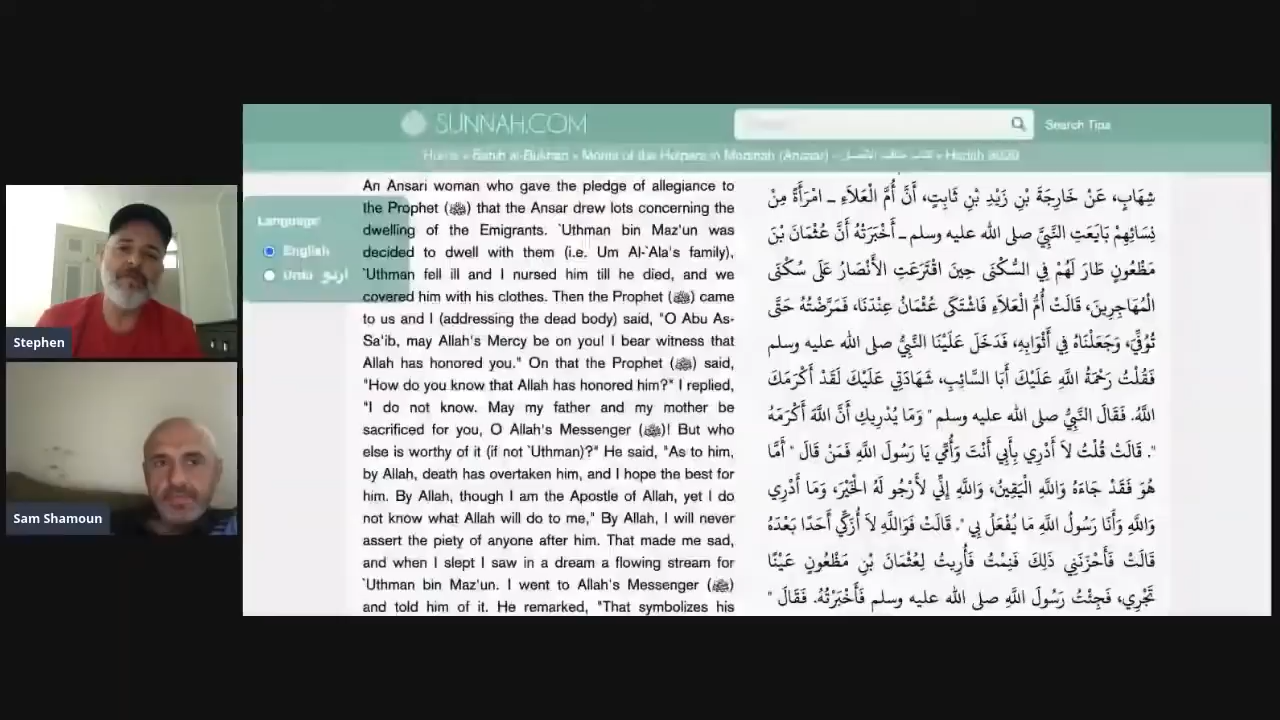 SUNNAH.COM
Search Tips
Home » Sahih al-Bukhari » Merits of the Helpers in Madinah (Ansaar) - كتاب مناقب الأنصار » Hadith
Language
English
Urdu اردو
An Ansari woman who gave the pledge of allegiance to
the Prophet (ﷺ) that the Ansar drew lots concerning the
dwelling of the Emigrants. `Uthman bin Maz'un was
decided to dwell with them (i.e. Um Al-`Ala's family),
`Uthman fell ill and I nursed him till he died, and we
covered him with his clothes. Then the Prophet (ﷺ) came
to us and I (addressing the dead body) said, "O Abu As-
Sa'ib, may Allah's Mercy be on you! I bear witness that
Allah has honored you." On that the Prophet (ﷺ) said,
"How do you know that Allah has honored him?" I replied,
"I do not know. May my father and my mother be
sacrificed for you, O Allah's Messenger (ﷺ)! But who
else is worthy of it (if not `Uthman)?" He said, "As to him,
by Allah, death has overtaken him, and I hope the best for
him. By Allah, though I am the Apostle of Allah, yet I do
not know what Allah will do to me," By Allah, I will never
assert the piety of anyone after him. That made me sad,
and when I slept I saw in a dream a flowing stream for
`Uthman bin Maz'un. I went to Allah's Messenger (ﷺ)
and told him of it. He remarked, "That symbolizes his
شِهَابٍ، عَنْ خَارِجَةَ بْنِ زَيْدِ بْنِ ثَابِتٍ، أَنَّ أُمَّ الْعَلاَءِ ـ امْرَأَةً مِنْ
نِسَائِهِمْ بَايَعَتِ النَّبِيَّ صلى الله عليه وسلم ـ أَخْبَرَتْهُ أَنَّ عُثْمَانَ بْنَ
مَظْعُونٍ طَارَ لَهُمْ فِي السُّكْنَى حِينَ اقْتَرَعَتِ الأَنْصَارُ عَلَى سُكْنَى
الْمُهَاجِرِينَ، قَالَتْ أُمُّ الْعَلاَءِ فَاشْتَكَى عُثْمَانُ عِنْدَنَا، فَمَرَّضْتُهُ حَتَّى
تُوُفِّيَ، وَجَعَلْنَاهُ فِي أَثْوَابِهِ، فَدَخَلَ عَلَيْنَا النَّبِيُّ صلى الله عليه وسلم
فَقُلْتُ رَحْمَةُ اللَّهِ عَلَيْكَ أَبَا السَّائِبِ، شَهَادَتِي عَلَيْكَ لَقَدْ أَكْرَمَكَ
اللَّهُ. فَقَالَ النَّبِيُّ صلى الله عليه وسلم " وَمَا يُدْرِيكِ أَنَّ اللَّهَ أَكْرَمَهُ
". قَالَتْ قُلْتُ لاَ أَدْرِي بِأَبِي أَنْتَ وَأُمِّي يَا رَسُولَ اللَّهِ فَمَنْ قَالَ " أَمَّا
هُوَ فَقَدْ جَاءَهُ وَاللَّهِ الْيَقِينُ، وَاللَّهِ إِنِّي لأَرْجُو لَهُ الْخَيْرَ، وَمَا أَدْرِي
وَاللَّهِ وَأَنَا رَسُولُ اللَّهِ مَا يُفْعَلُ بِي ". قَالَتْ فَوَاللَّهِ لاَ أُزَكِّي أَحَدًا بَعْدَهُ
قَالَتْ فَأَحْزَنَنِي ذَلِكَ فَنِمْتُ فَأُرِيتُ لِعُثْمَانَ بْنِ مَظْعُونٍ عَيْنًا
تَجْرِي، فَجِئْتُ رَسُولَ اللَّهِ صلى الله عليه وسلم فَأَخْبَرْتُهُ. فَقَالَ "
Stephen
Sam Shamoun